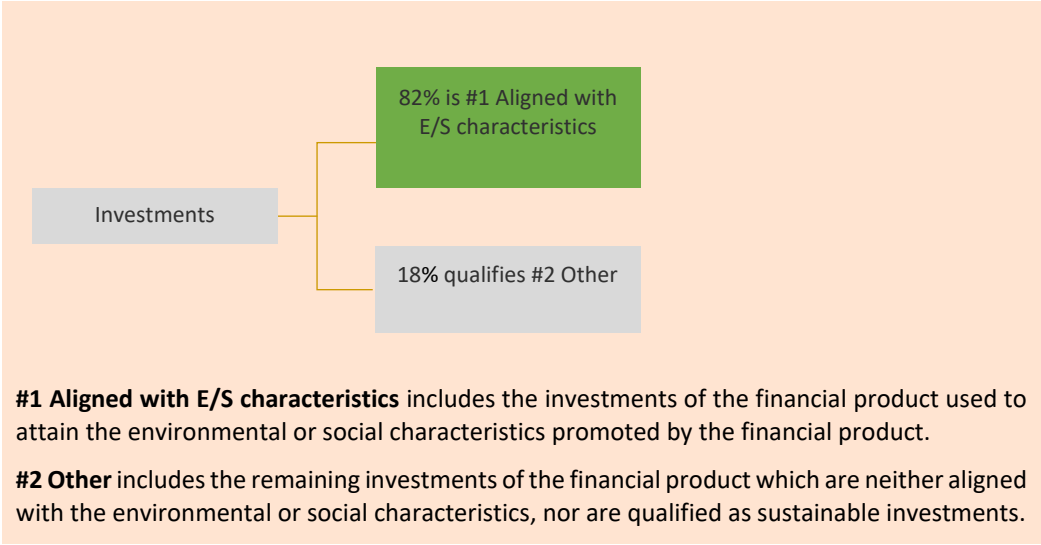 82% is #1 Aligned with
E/S characteristics
Investments
18% qualifies #2 Other
#1 Aligned with E/S characteristics includes the investments of the financial product used to
attain the environmental or social characteristics promoted by the financial product.
#2 Other includes the remaining investments of the financial product which are neither aligned
with the environmental or social characteristics, nor are qualified as sustainable investments.